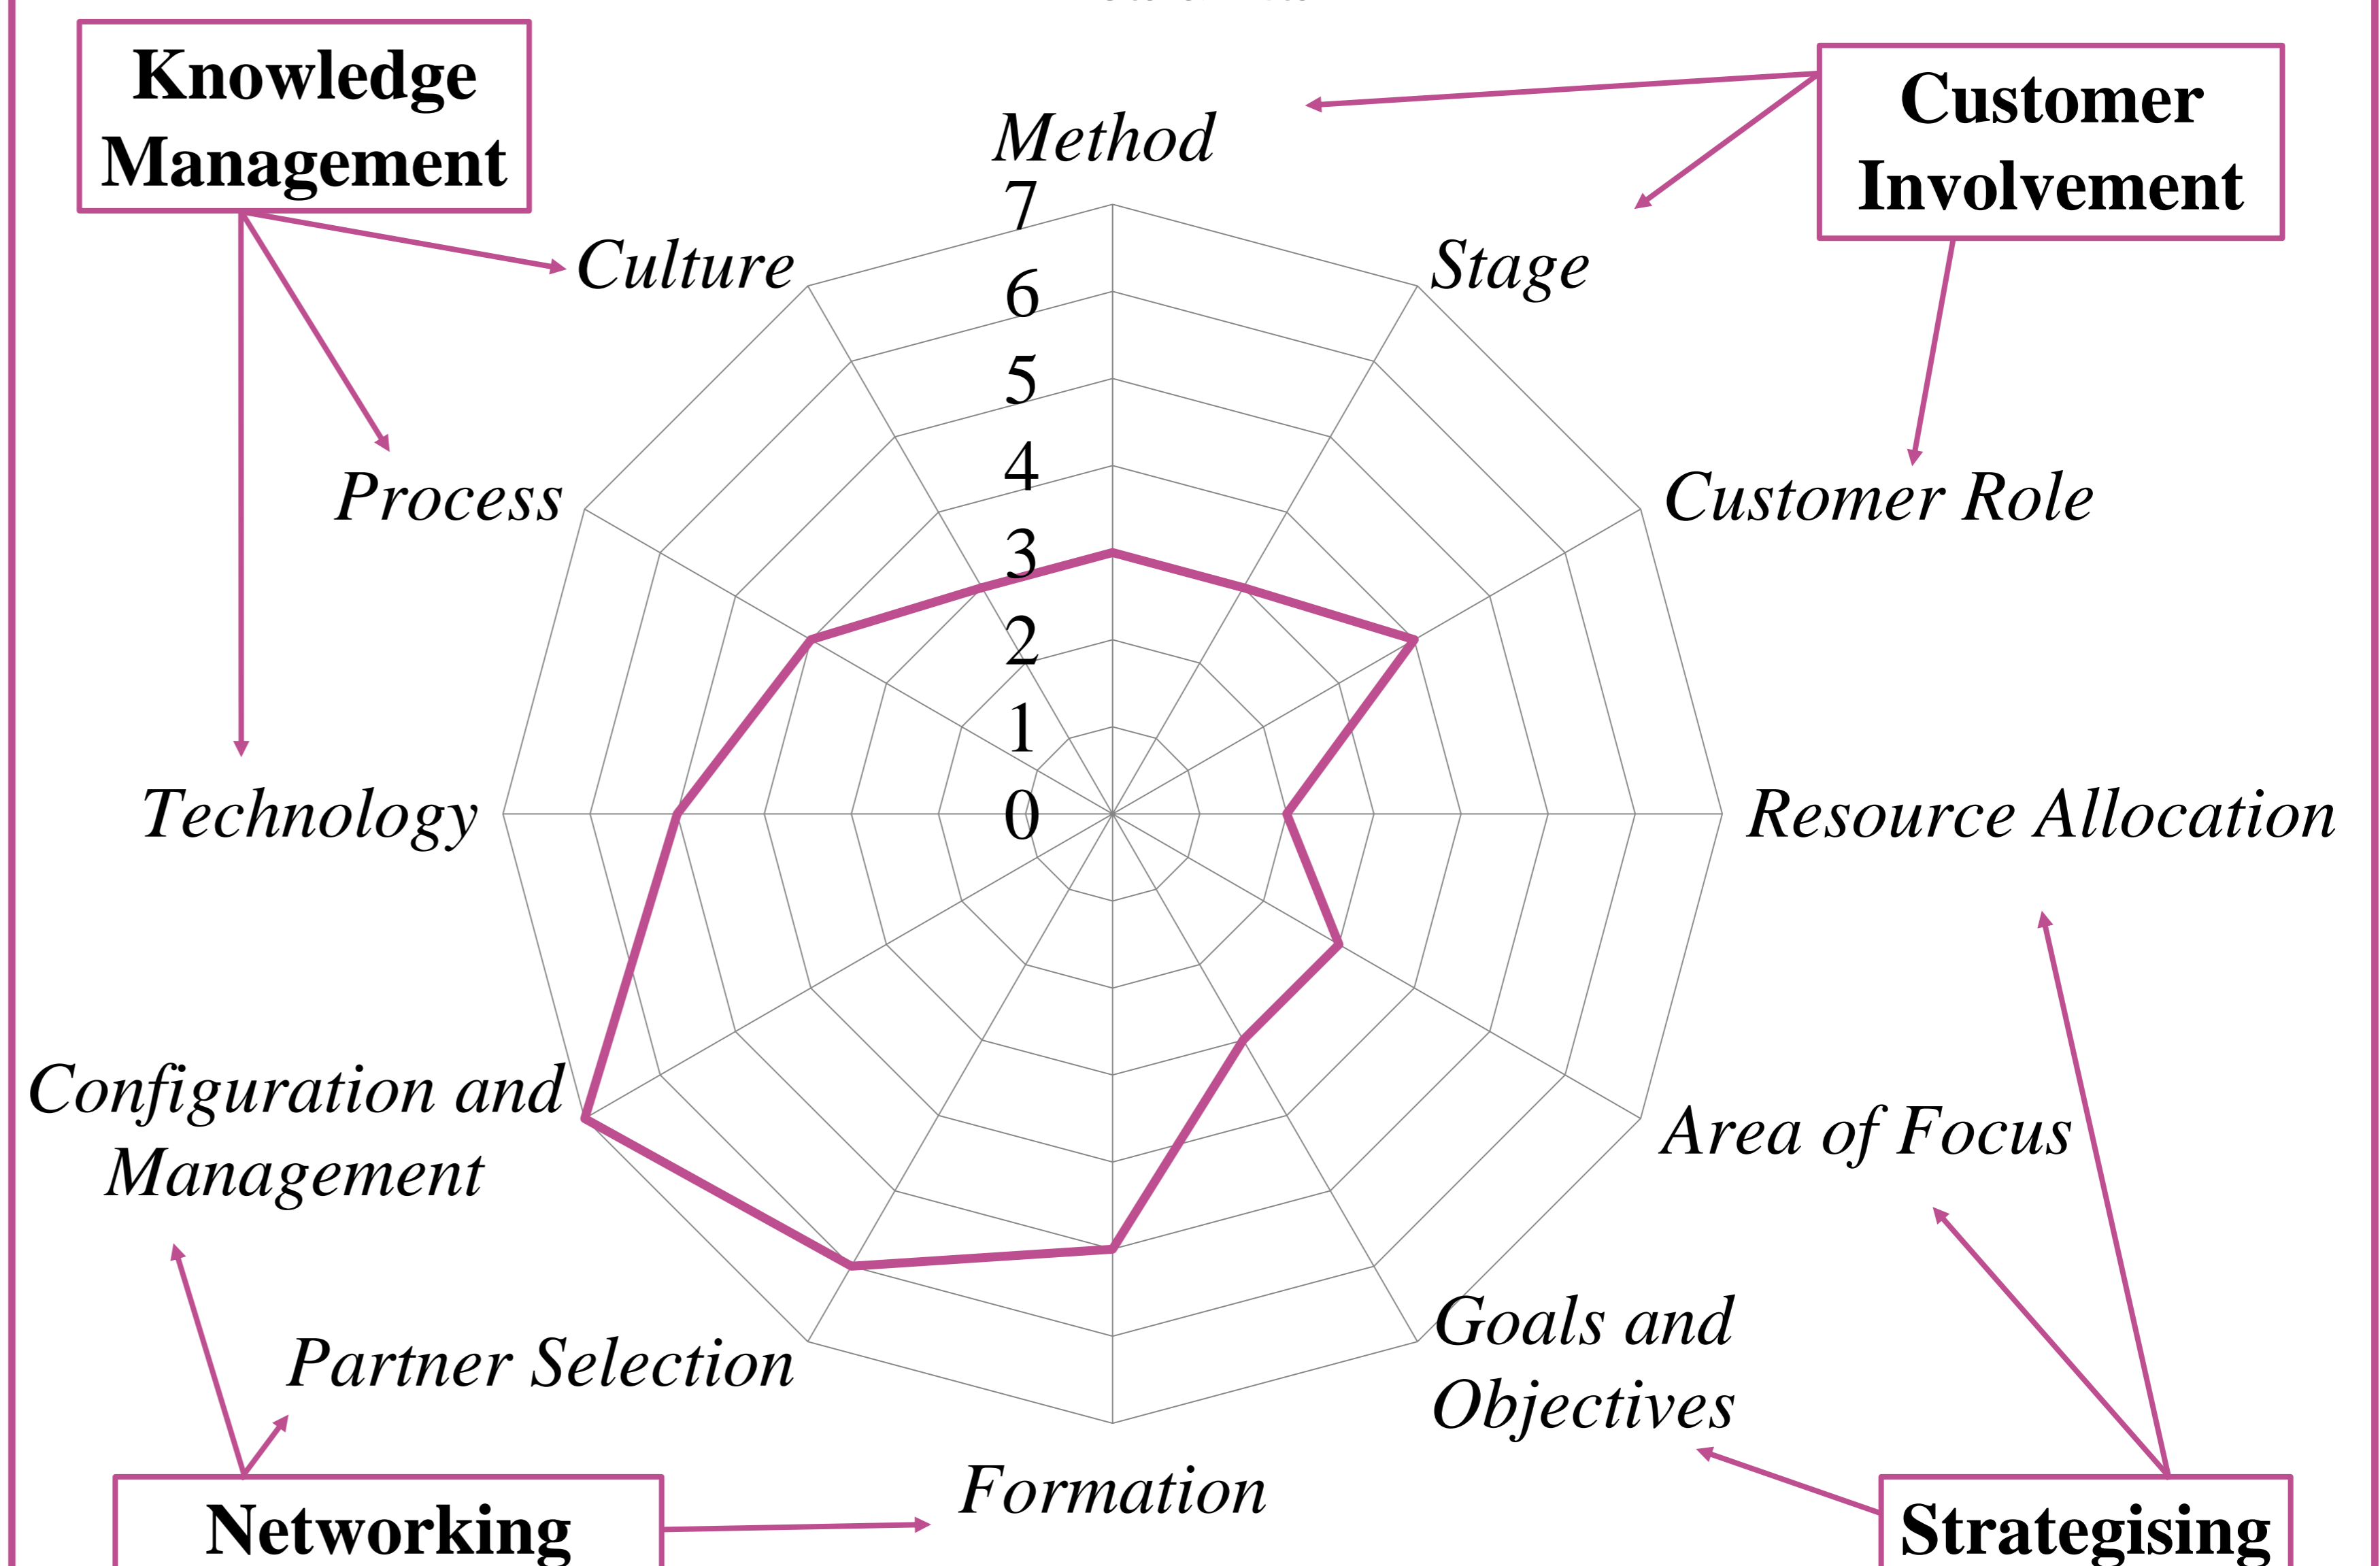 Knowledge
Management
Customer
Involvement
Method
7
Culture
Stage
6
5
4
Process
Customer Role
3
2
1
Technology
0
Resource Allocation
Configuration and
Management
Area of Focus
Partner Selection
Goals and
Objectives
Formation
Networking
Strategising